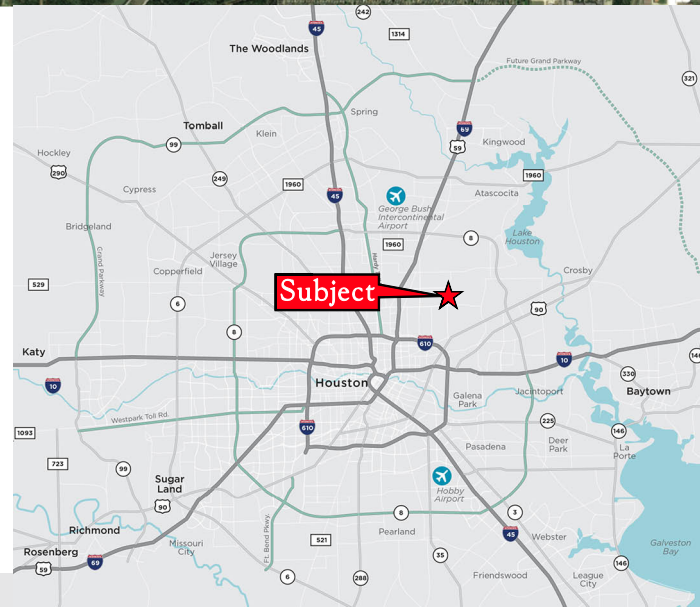 242
45
1314
The Woodlands
Future Grand Parkway
321
Spring
Tomball
Klein
69
59
99
Kingwood
Hockley
290
249
1960
1960
Cypress
45
Atascocita
George Bush
Intercontinental
Airport
Bridgeland
8
Lake
Houston
1960
Grand Parkway
Jersey
Village
Hardy
Copperfield
Crosby
529
Subject
6
90
8
610
Katy
10
10
Houston
330
Baytown
Galena
Park
Jacintoport
Westpark Toll Rd.
225
1093
610
146
Deer
Park
La
Porte
Pasadena
723
99
Sugar
Land
Hobby
Airport
90
8
3
Richmond
Pearland
45
Webster
Missouri
City
Ft. Bend Pkwy.
521
Galveston
Bay
Rosenberg
69
59
35
146
6
288
Friendswood
League
City